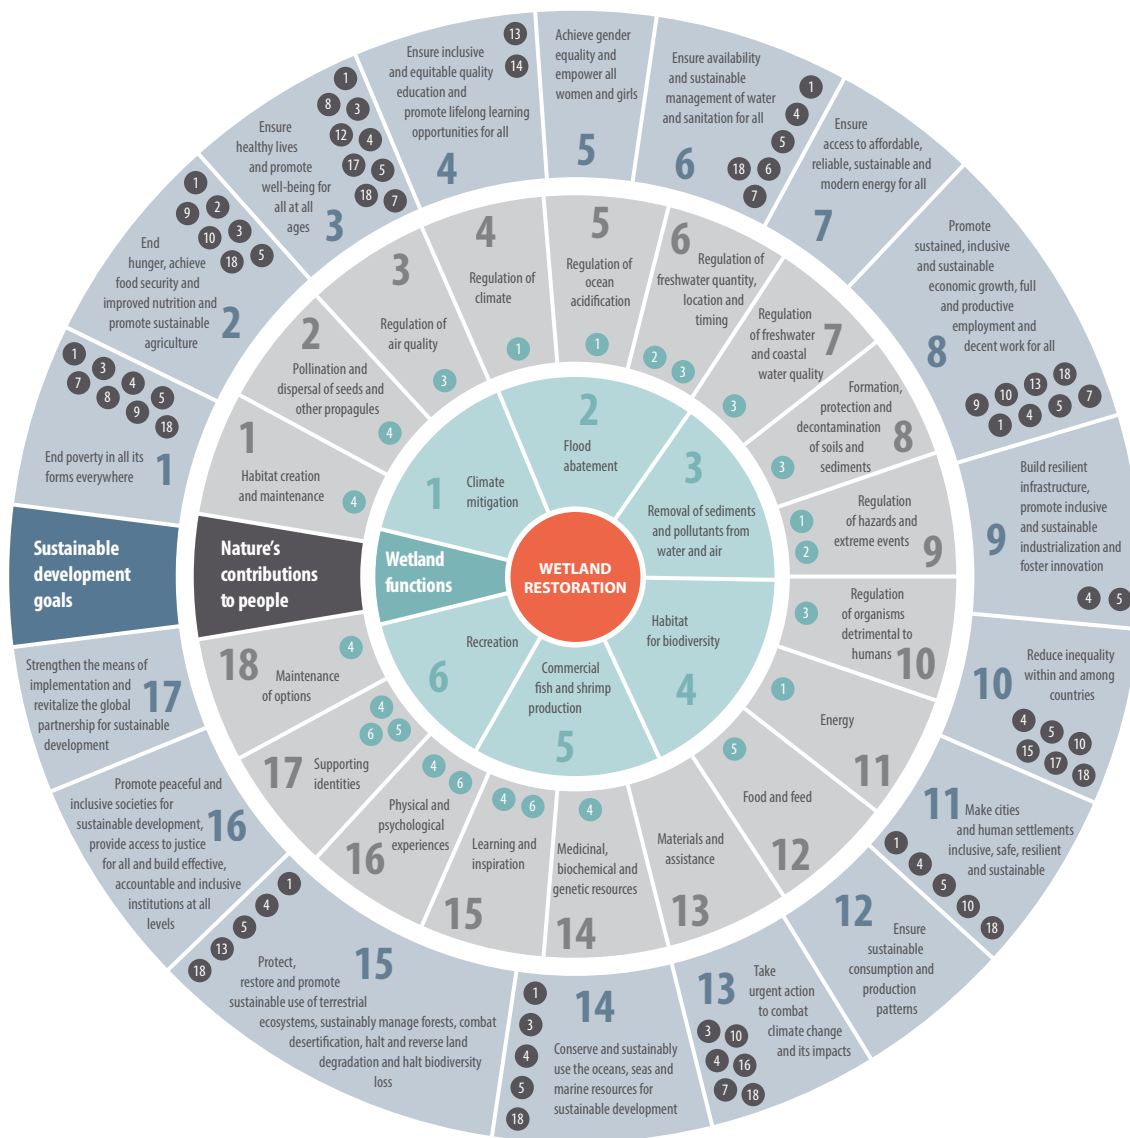 WETLAND
RESTORATION
Wetland
functions
1
Climate
mitigation
2
Flood
abatement
3
Removal of sediments
and pollutants from
water and air
4
Habitat
for biodiversity
5
Commercial
fish and shrimp
production
6
Recreation
Nature's
contributions
to people
1
Habitat creation
and maintenance
4
2
Pollination and
dispersal of seeds and
other propagules
4
3
Regulation of
air quality
3
4
Regulation of
climate
1
5
Regulation of
ocean
acidification
1
6
Regulation of
freshwater quantity,
location and
timing
2
3
7
Regulation
of freshwater
and coastal
water quality
3
8
Formation,
protection and
decontamination
of soils and
sediments
3
9
Regulation
of hazards and
extreme events
1
2
10
Regulation
of organisms
detrimental to
humans
3
11
Energy
1
12
Food and feed
5
13
Materials and
assistance
14
Medicinal,
biochemical and
genetic resources
4
15
Learning and
inspiration
4
6
16
Physical and
psychological
experiences
4
6
17
Supporting
identities
4
6
5
18
Maintenance
of options
4
Sustainable
development
goals
1
End poverty in all its
forms everywhere
1
3
7
4
8
5
9
18
2
End
hunger, achieve
food security and
improved nutrition and
promote sustainable
agriculture
1
9
2
10
3
18
5
3
Ensure
healthy lives
and promote
well-being for
all at all
ages
1
8
3
12
4
17
5
18
7
4
Ensure inclusive
and equitable quality
education and
promote lifelong learning
opportunities for all
13
14
5
Achieve gender
equality and
empower all
women and girls
6
Ensure availability
and sustainable
management of water
and sanitation for all
1
4
5
18
6
7
7
Ensure
access to affordable,
reliable, sustainable and
modern energy for all
8
Promote
sustained, inclusive
and sustainable
economic growth, full
and productive
employment and
decent work for all
9
10
13
18
1
4
5
7
9
Build resilient
infrastructure,
promote inclusive
and sustainable
industrialization and
foster innovation
4
5
10
Reduce inequality
within and among
countries
4
5
10
15
17
18
11
Make cities
and human settlements
inclusive, safe, resilient
and sustainable
1
4
5
10
18
12
Ensure
sustainable
consumption and
production
patterns
13
Take
urgent action
to combat
climate change
and its impacts
3
10
4
16
7
18
14
Conserve and sustainably
use the oceans, seas and
marine resources for
sustainable development
1
3
4
5
18
15
Protect,
restore and promote
sustainable use of terrestrial
ecosystems, sustainably manage forests, combat
desertification, halt and reverse land
degradation and halt biodiversity
loss
1
4
5
13
18
16
Promote peaceful and
inclusive societies for
sustainable development,
provide access to justice
for all and build effective,
accountable and inclusive
institutions at all
levels
17
Strengthen the means of
implementation and
revitalize the global
partnership for sustainable
development